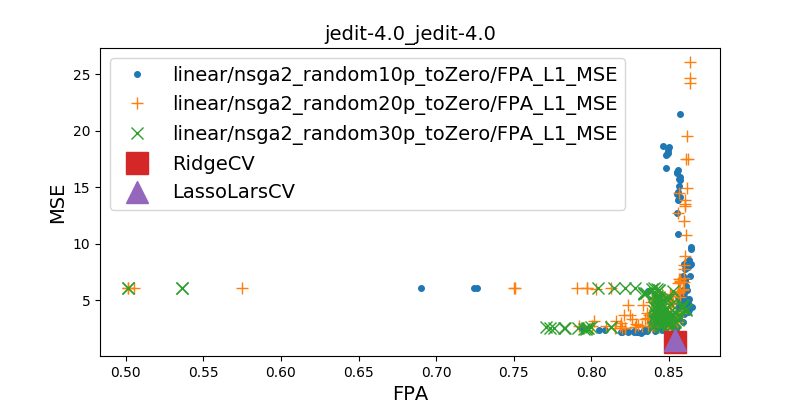 jedit-4.0_jedit-4.0
linear/nsga2_random10p_toZero/FPA_L1_MSE
linear/nsga2_random20p_toZero/FPA_L1_MSE
linear/nsga2_random30p_toZero/FPA_L1_MSE
RidgeCV
LassoLarsCV
MSE
25
20
15
10
5
0.50 0.55 0.60 0.65 0.70 0.75 0.80 0.85
FPA